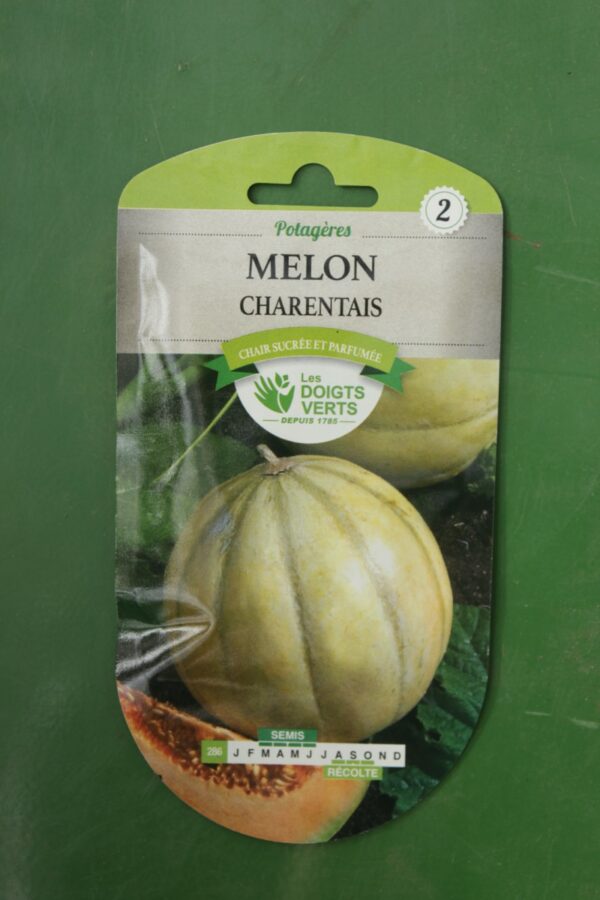 2
Potagères
MELON
CHARENTAIS
CHAIR SUCRÉE ET PARFUMÉE
Les
DOIGTS
VERTS
DEPUIS 1785
SEMIS
286 J F M A M J J A S O N D
RÉCOLTE